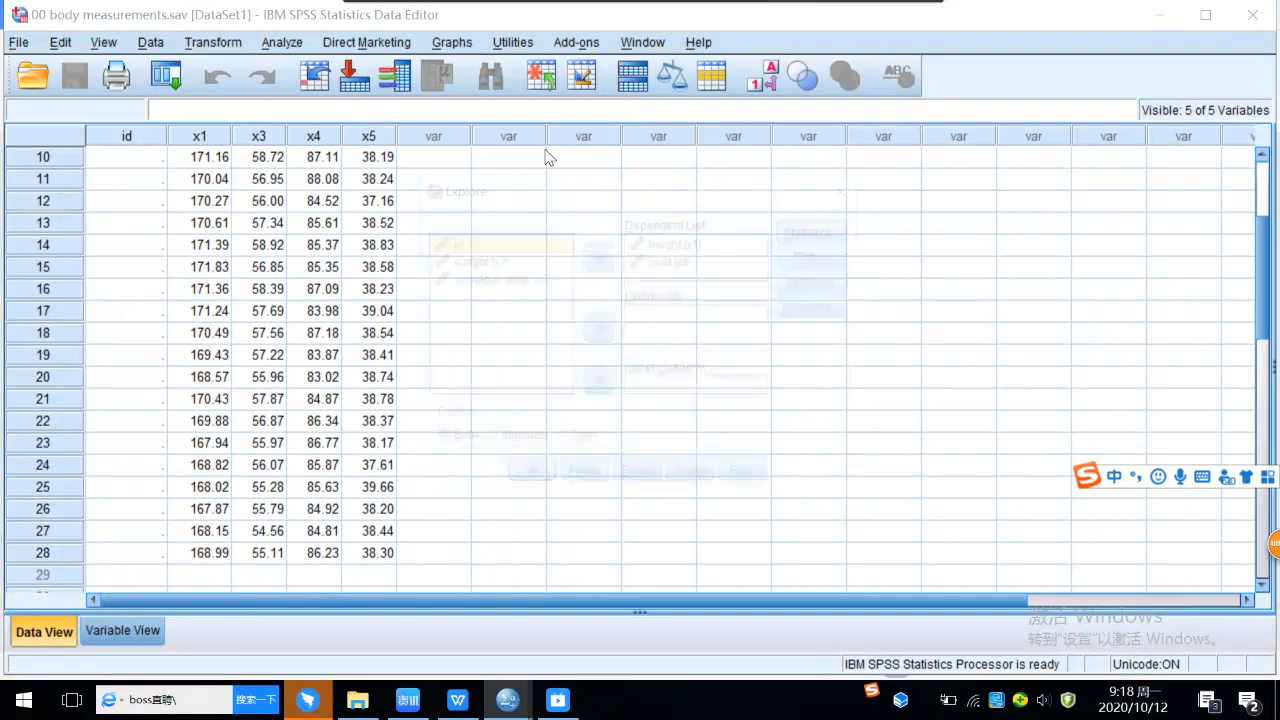 00 body measurements.sav [DataSet1] - IBM SPSS Statistics Data Editor
File Edit View Data Transform Analyze Direct Marketing Graphs Utilities Add-ons Window Help
Visible: 5 of 5 Variables
id x1 x3 x4 x5 var var var var var var var var var var var
10 . 171.16 58.72 87.11 38.19
11 . 170.04 56.95 88.08 38.24
12 . 170.27 56.00 84.52 37.16
13 . 170.61 57.34 85.61 38.52
14 . 171.39 58.92 85.37 38.83
15 . 171.83 56.85 85.35 38.58
16 . 171.36 58.39 87.09 38.23
17 . 171.24 57.69 83.98 39.04
18 . 170.49 57.56 87.18 38.54
19 . 169.43 57.22 83.87 38.41
20 . 168.57 55.96 83.02 38.74
21 . 170.43 57.87 84.87 38.78
22 . 169.88 56.87 86.34 38.37
23 . 167.94 55.97 86.77 38.17
24 . 168.82 56.07 85.87 37.61
25 . 168.02 55.28 85.63 39.66
26 . 167.87 55.79 84.92 38.20
27 . 168.15 54.56 84.81 38.44
28 . 168.99 55.11 86.23 38.30
29
Explore
Dependent List
Statistics
中
Data View Variable View
激活 Windows
转到"设置"以激活 Windows。
IBM SPSS Statistics Processor is ready Unicode:ON
boss直聘\ 搜索一下
9:18 周一
2020/10/12